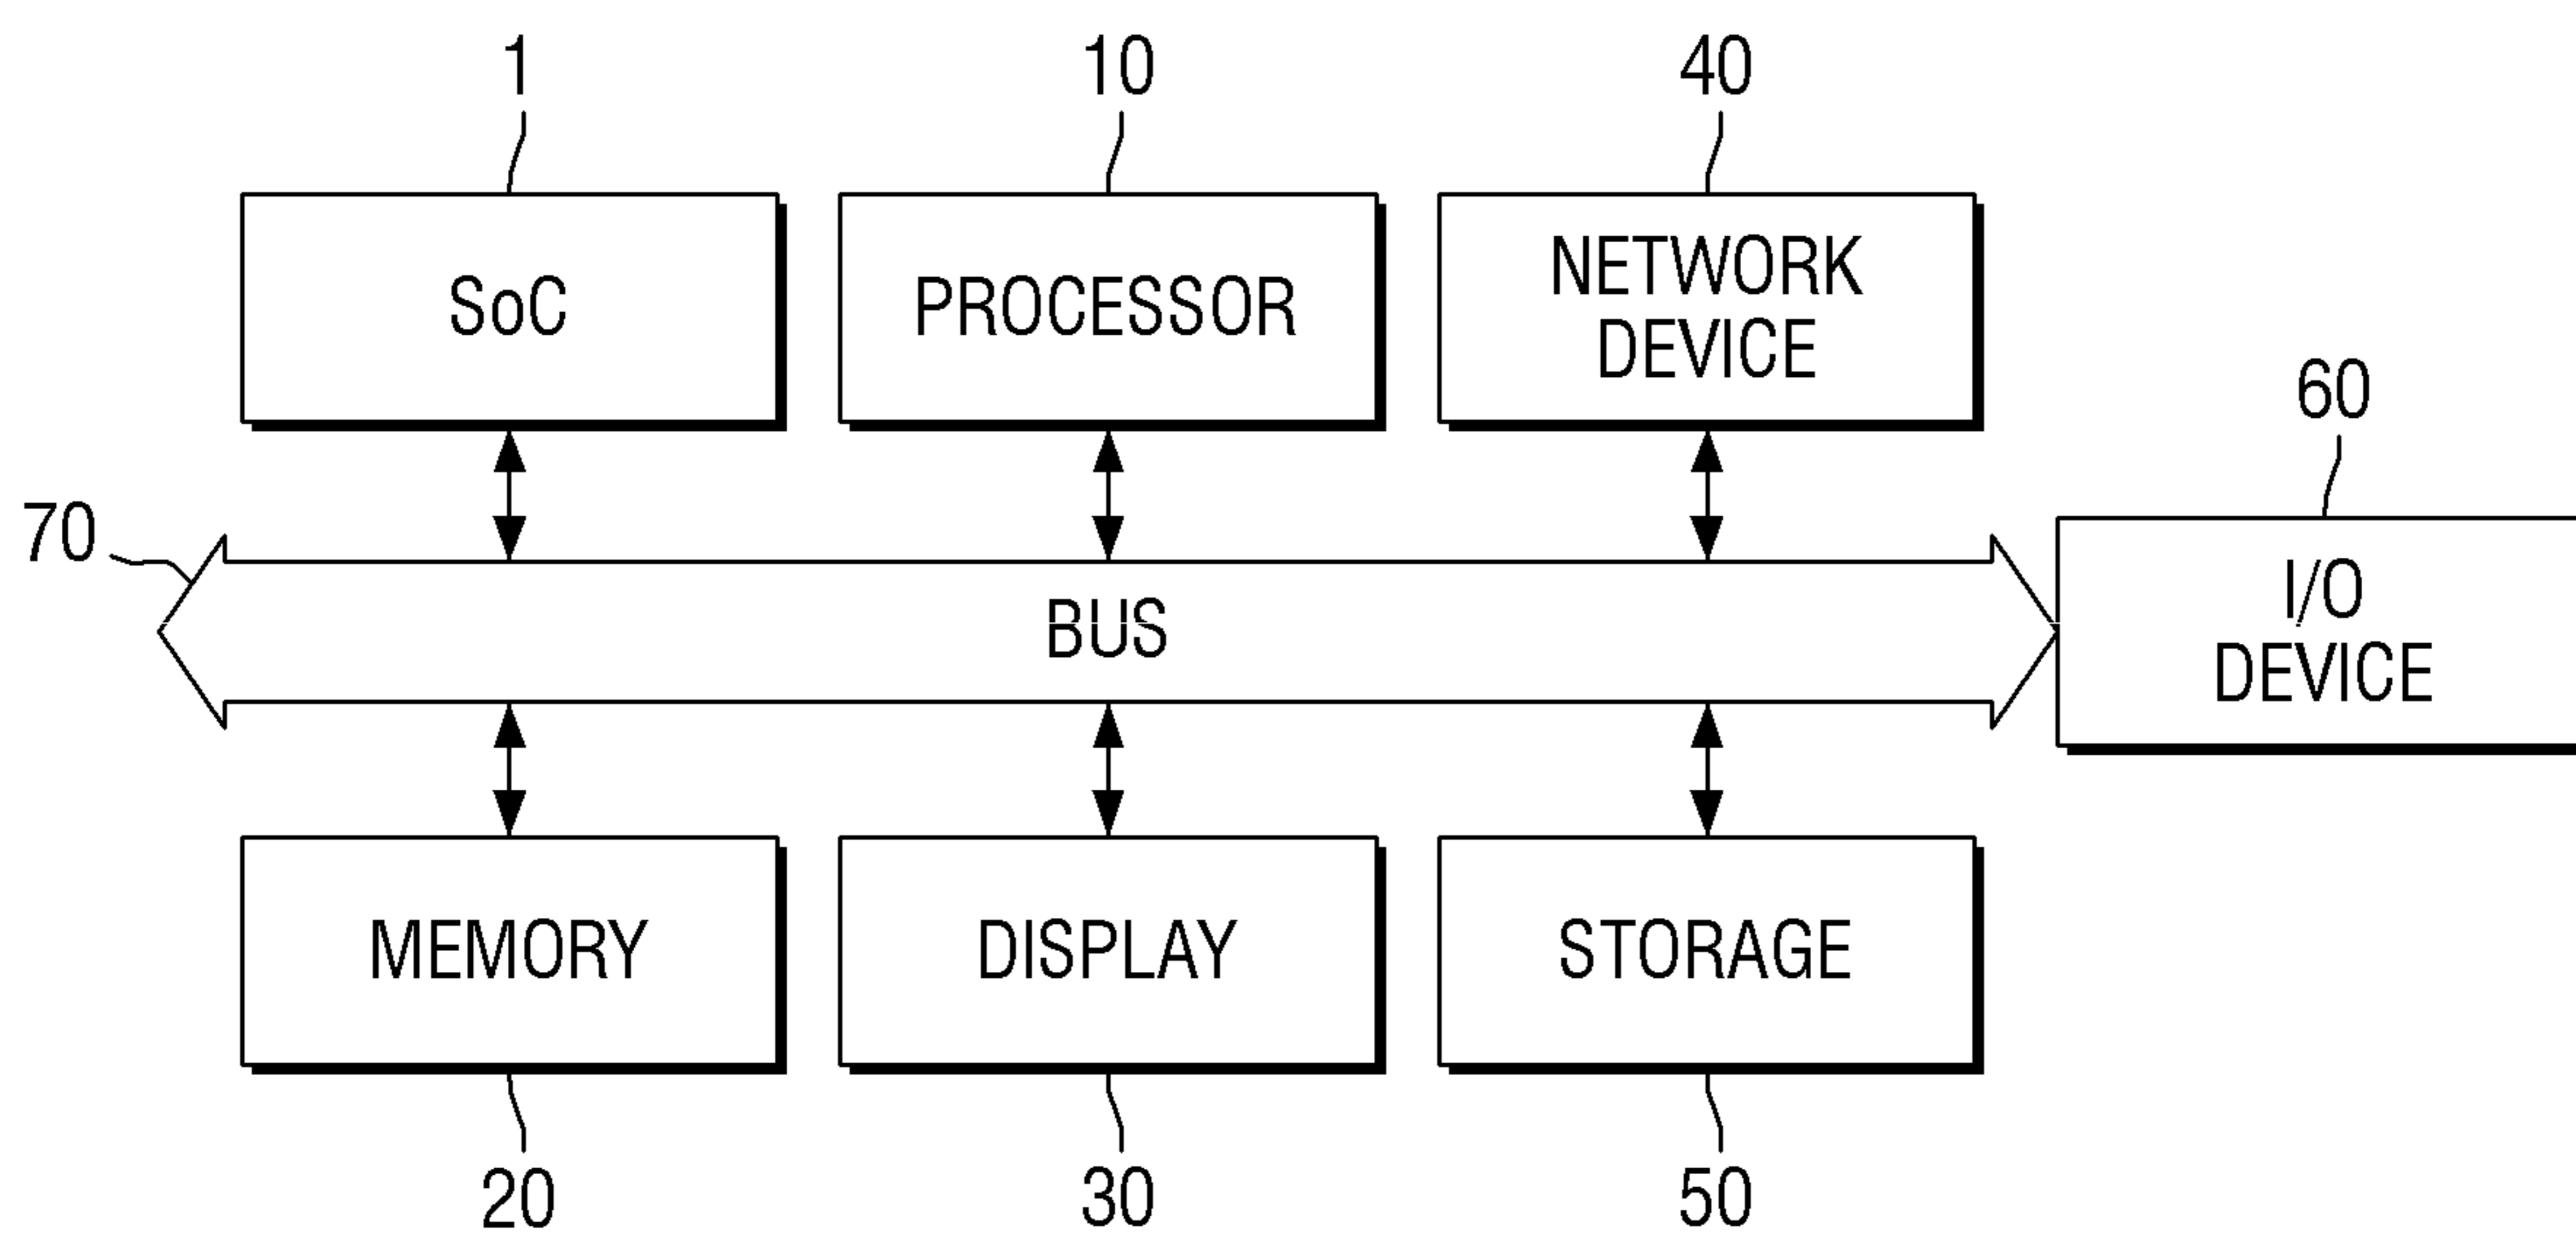 1
10
40
SoC
PROCESSOR
NETWORK
DEVICE
60
70
BUS
I/O
DEVICE
MEMORY
DISPLAY
STORAGE
20
30
50